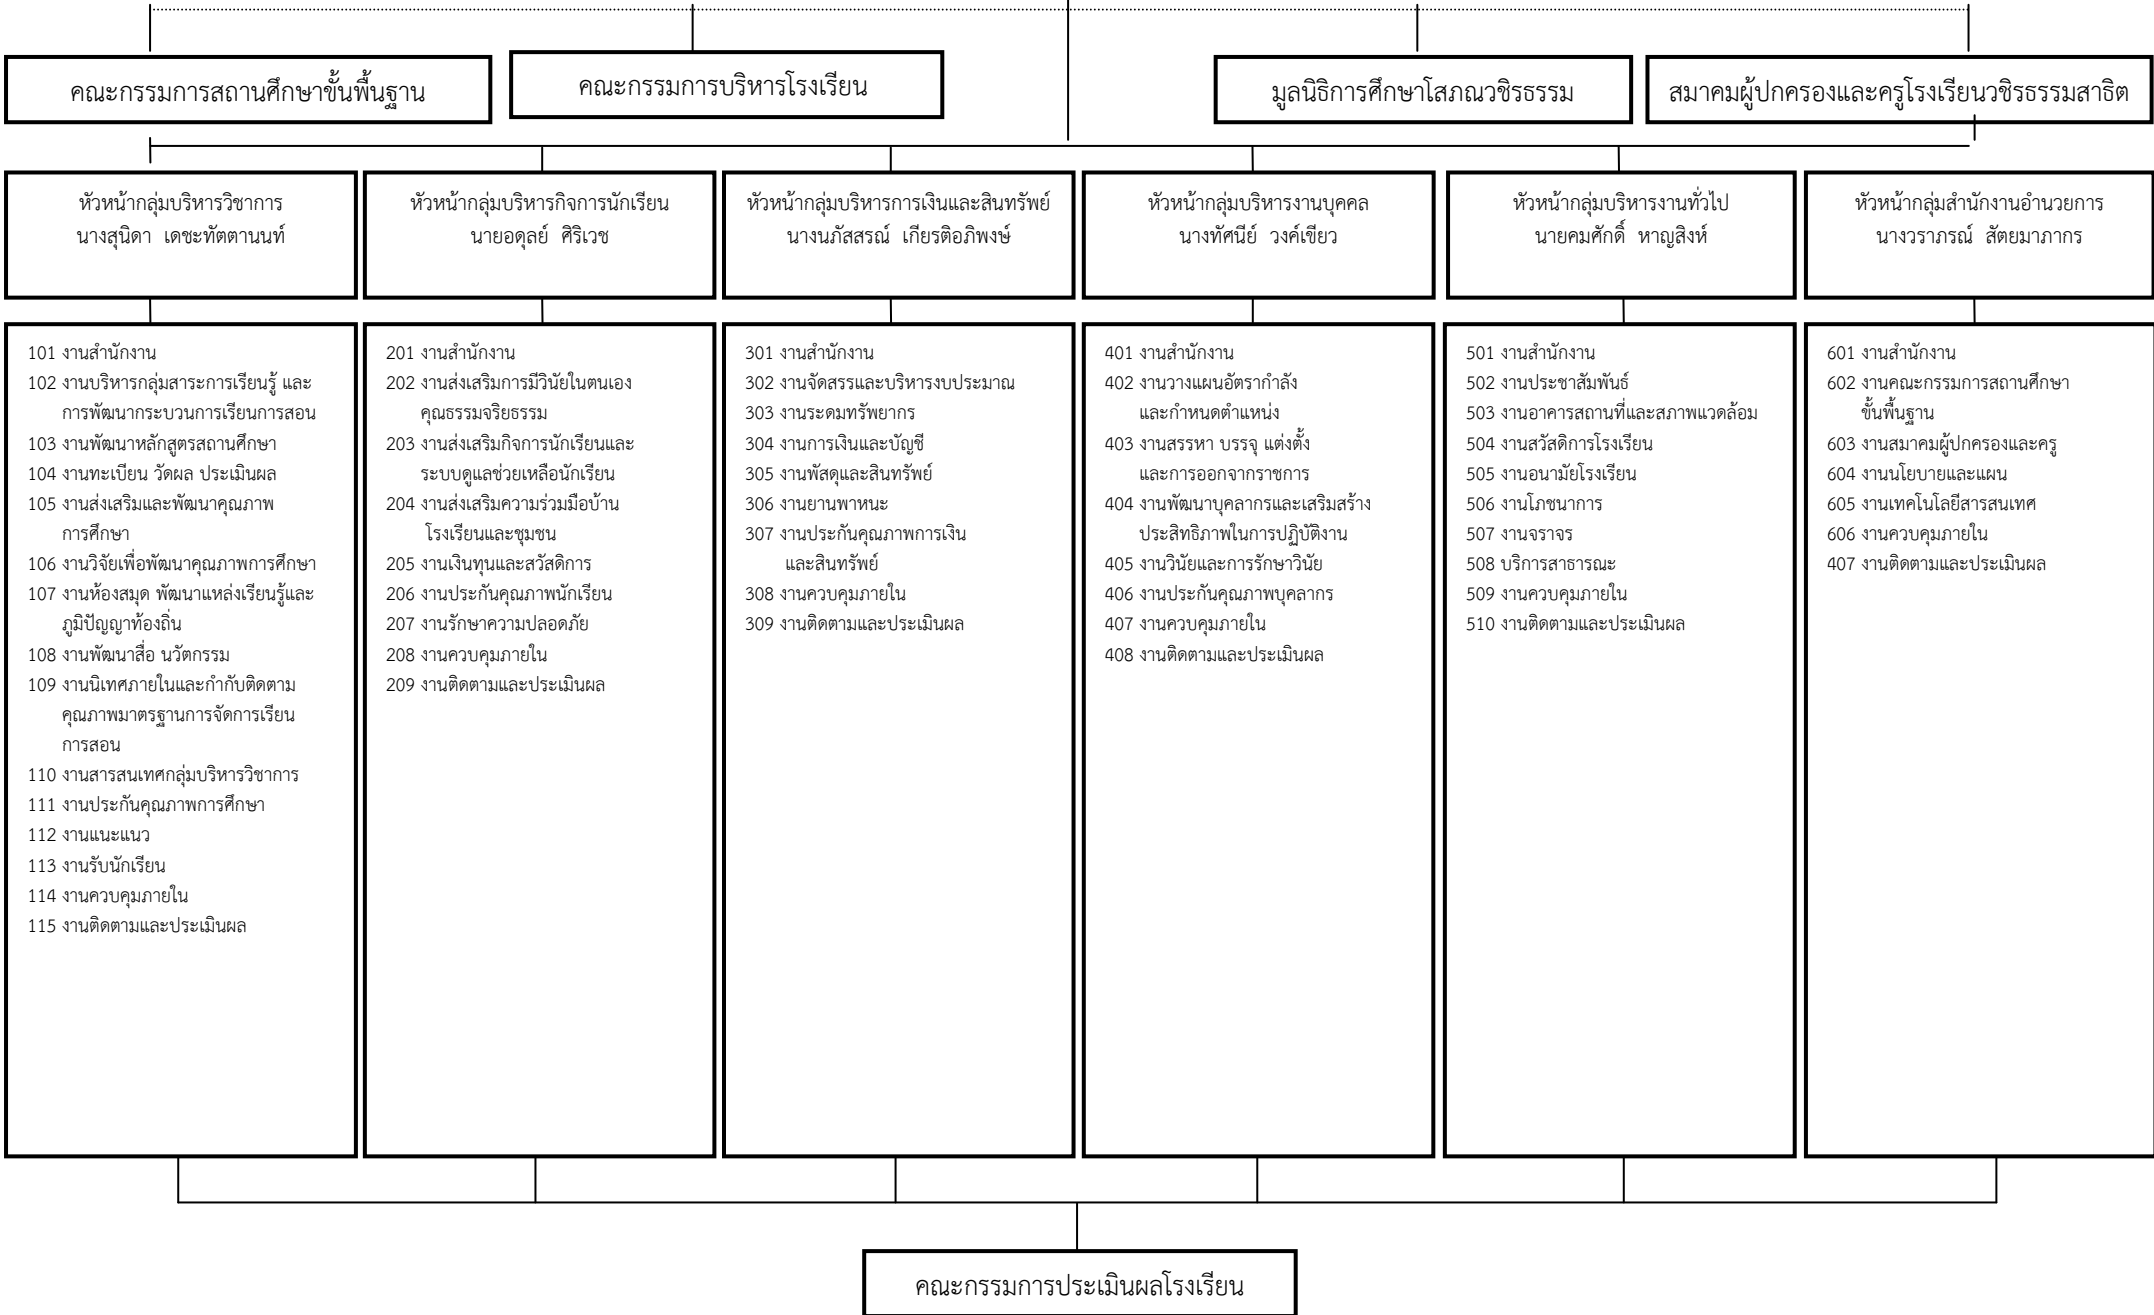 คณะกรรมการสถานศึกษาขั้นพื้นฐาน
คณะกรรมการบริหารโรงเรียน
มูลนิธิการศึกษาโสภณวชิรธรรม
สมาคมผู้ปกครองและครูโรงเรียนวชิรธรรมสาธิต
หัวหน้ากลุ่มบริหารวิชาการ
นางสุนิดา เดชะทัตตานนท์
หัวหน้ากลุ่มบริหารกิจการนักเรียน
นายอดุลย์ ศิริเวช
หัวหน้ากลุ่มบริหารการเงินและสินทรัพย์
นางนภัสสรณ์ เกียรติอภิพงษ์
หัวหน้ากลุ่มบริหารงานบุคคล
นางทัศนีย์ วงค์เขียว
หัวหน้ากลุ่มบริหารงานทั่วไป
นายคมศักดิ์ หาญสิงห์
หัวหน้ากลุ่มสำนักงานอำนวยการ
นางวราภรณ์ สัตยมาภากร
101 งานสำนักงาน
102 งานบริหารกลุ่มสาระการเรียนรู้ และ
การพัฒนากระบวนการเรียนการสอน
103 งานพัฒนาหลักสูตรสถานศึกษา
104 งานทะเบียน วัดผล ประเมินผล
105 งานส่งเสริมและพัฒนาคุณภาพ
การศึกษา
106 งานวิจัยเพื่อพัฒนาคุณภาพการศึกษา
107 งานห้องสมุด พัฒนาแหล่งเรียนรู้และ
ภูมิปัญญาท้องถิ่น
108 งานพัฒนาสื่อ นวัตกรรม
109 งานนิเทศภายในและกำกับติดตาม
คุณภาพมาตรฐานการจัดการเรียน
การสอน
110 งานสารสนเทศกลุ่มบริหารวิชาการ
111 งานประกันคุณภาพการศึกษา
112 งานแนะแนว
113 งานรับนักเรียน
114 งานควบคุมภายใน
115 งานติดตามและประเมินผล
201 งานสำนักงาน
202 งานส่งเสริมการมีวินัยในตนเอง
คุณธรรมจริยธรรม
203 งานส่งเสริมกิจการนักเรียนและ
ระบบดูแลช่วยเหลือนักเรียน
204 งานส่งเสริมความร่วมมือบ้าน
โรงเรียนและชุมชน
205 งานเงินทุนและสวัสดิการ
206 งานประกันคุณภาพนักเรียน
207 งานรักษาความปลอดภัย
208 งานควบคุมภายใน
209 งานติดตามและประเมินผล
301 งานสำนักงาน
302 งานจัดสรรและบริหารงบประมาณ
303 งานระดมทรัพยากร
304 งานการเงินและบัญชี
305 งานพัสดุและสินทรัพย์
306 งานยานพาหนะ
307 งานประกันคุณภาพการเงิน
และสินทรัพย์
308 งานควบคุมภายใน
309 งานติดตามและประเมินผล
401 งานสำนักงาน
402 งานวางแผนอัตรากำลัง
และกำหนดตำแหน่ง
403 งานสรรหา บรรจุ แต่งตั้ง
และการออกจากราชการ
404 งานพัฒนาบุคลากรและเสริมสร้าง
ประสิทธิภาพในการปฏิบัติงาน
405 งานวินัยและการรักษาวินัย
406 งานประกันคุณภาพบุคลากร
407 งานควบคุมภายใน
408 งานติดตามและประเมินผล
501 งานสำนักงาน
502 งานประชาสัมพันธ์
503 งานอาคารสถานที่และสภาพแวดล้อม
504 งานสวัสดิการโรงเรียน
505 งานอนามัยโรงเรียน
506 งานโภชนาการ
507 งานจราจร
508 บริการสาธารณะ
509 งานควบคุมภายใน
510 งานติดตามและประเมินผล
601 งานสำนักงาน
602 งานคณะกรรมการสถานศึกษา
ขั้นพื้นฐาน
603 งานสมาคมผู้ปกครองและครู
604 งานนโยบายและแผน
605 งานเทคโนโลยีสารสนเทศ
606 งานควบคุมภายใน
407 งานติดตามและประเมินผล
คณะกรรมการประเมินผลโรงเรียน